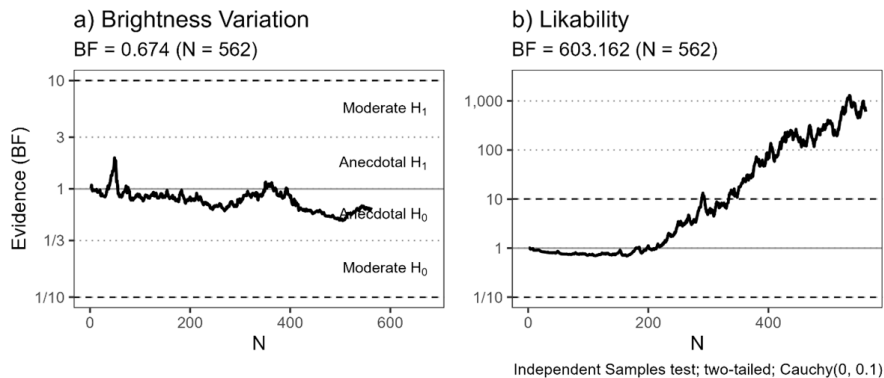 a) Brightness Variation
BF = 0.674 (N = 562)
10
Moderate H₁
3
Anecdotal H₁
1
Anecdotal H₀
1/3
Moderate H₀
1/10
Evidence (BF)
0
200
400
600
N
b) Likability
BF = 603.162 (N = 562)
1,000
100
10
1
1/10
0
200
400
N
Independent Samples test; two-tailed; Cauchy(0, 0.1)